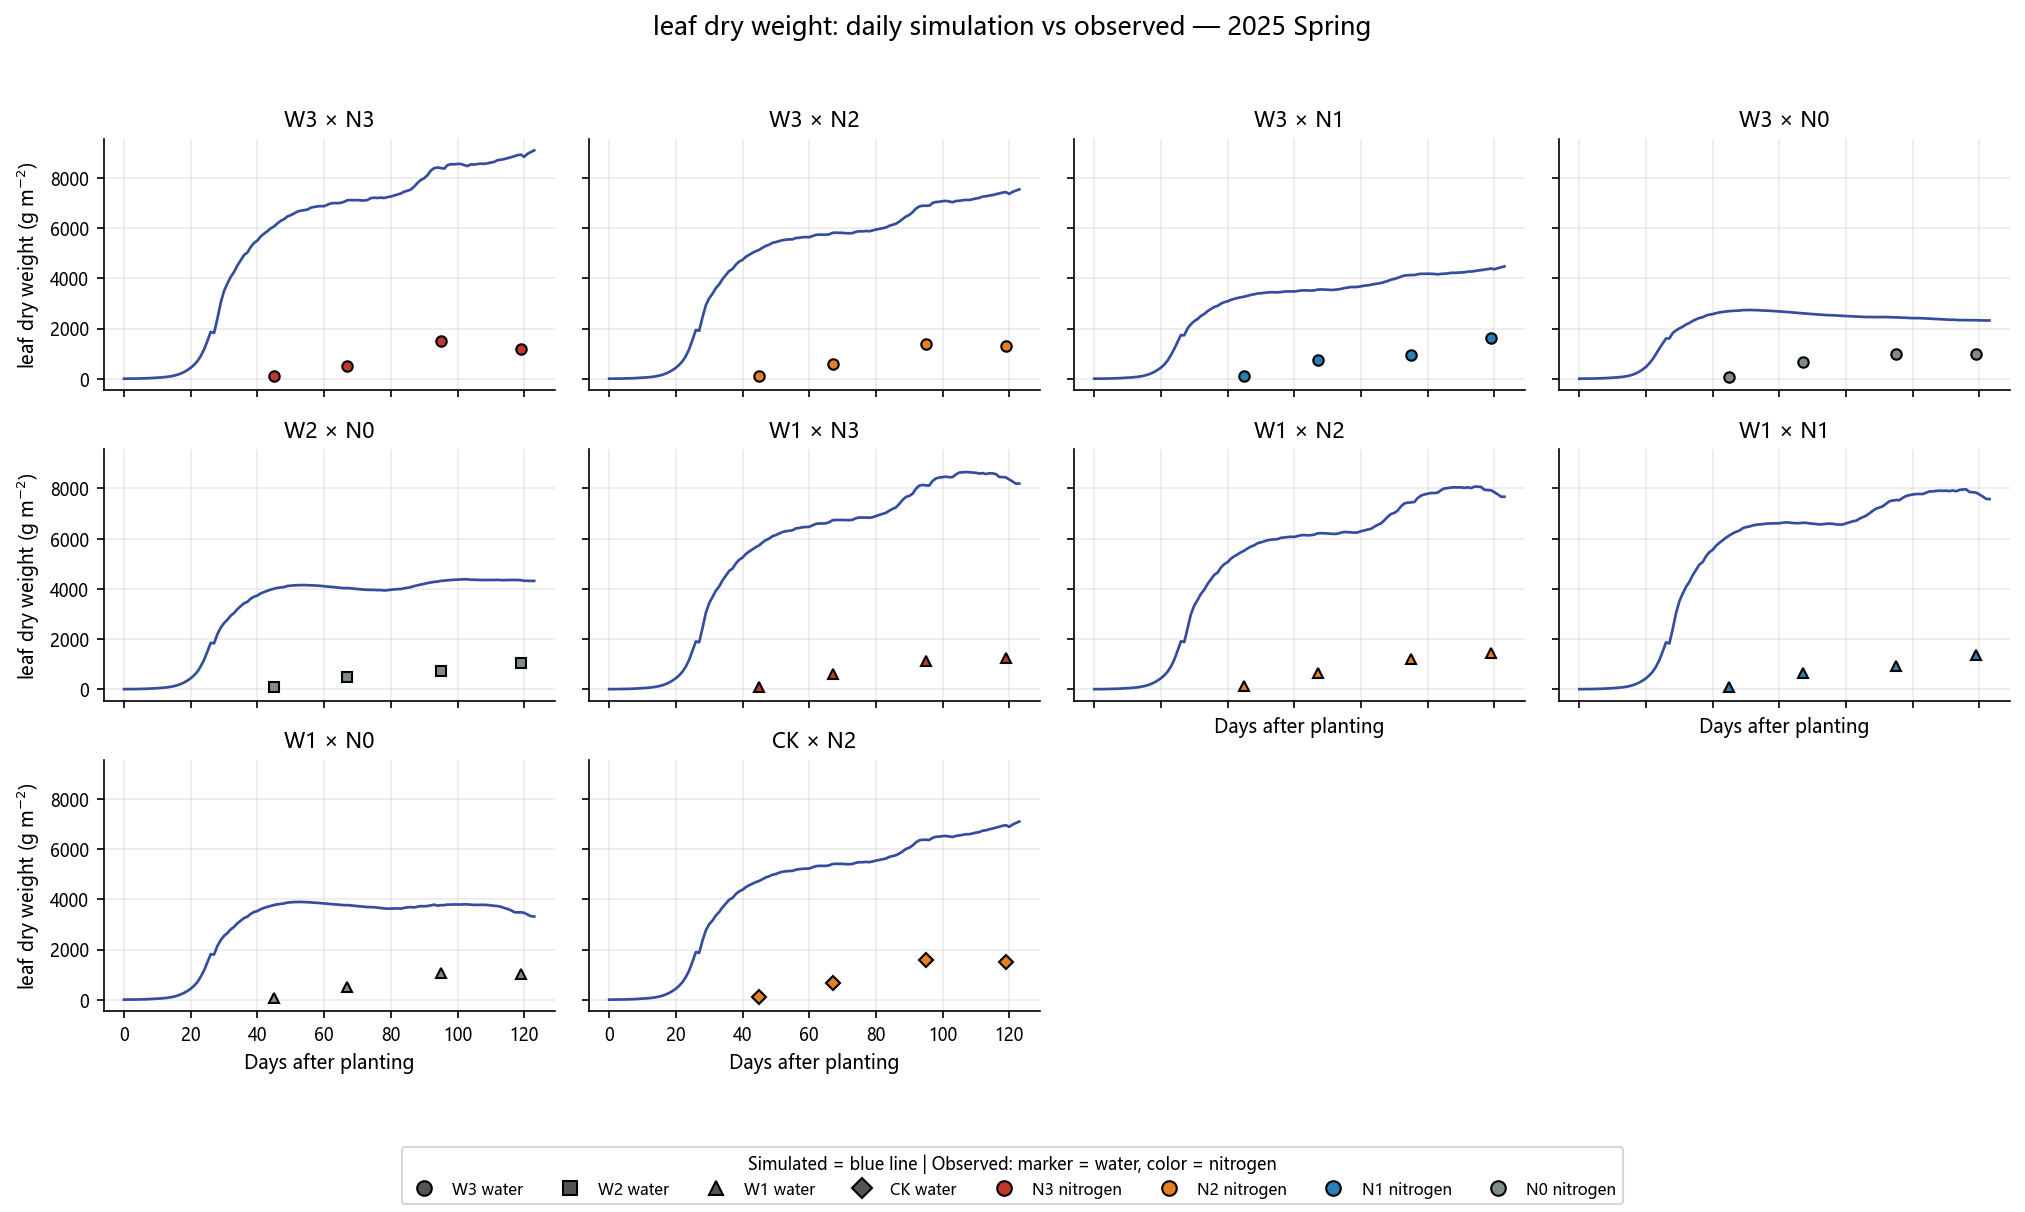 leaf dry weight: daily simulation vs observed — 2025 Spring
W3 × N3
W3 × N2
W3 × N1
W3 × N0
leaf dry weight (g m⁻²)
8000
6000
4000
2000
0
W2 × N0
W1 × N3
W1 × N2
W1 × N1
leaf dry weight (g m⁻²)
8000
6000
4000
2000
0
Days after planting
Days after planting
W1 × N0
CK × N2
leaf dry weight (g m⁻²)
8000
6000
4000
2000
0
0 20 40 60 80 100 120
0 20 40 60 80 100 120
Days after planting
Days after planting
Simulated = blue line | Observed: marker = water, color = nitrogen
W3 water W2 water W1 water CK water N3 nitrogen N2 nitrogen N1 nitrogen N0 nitrogen